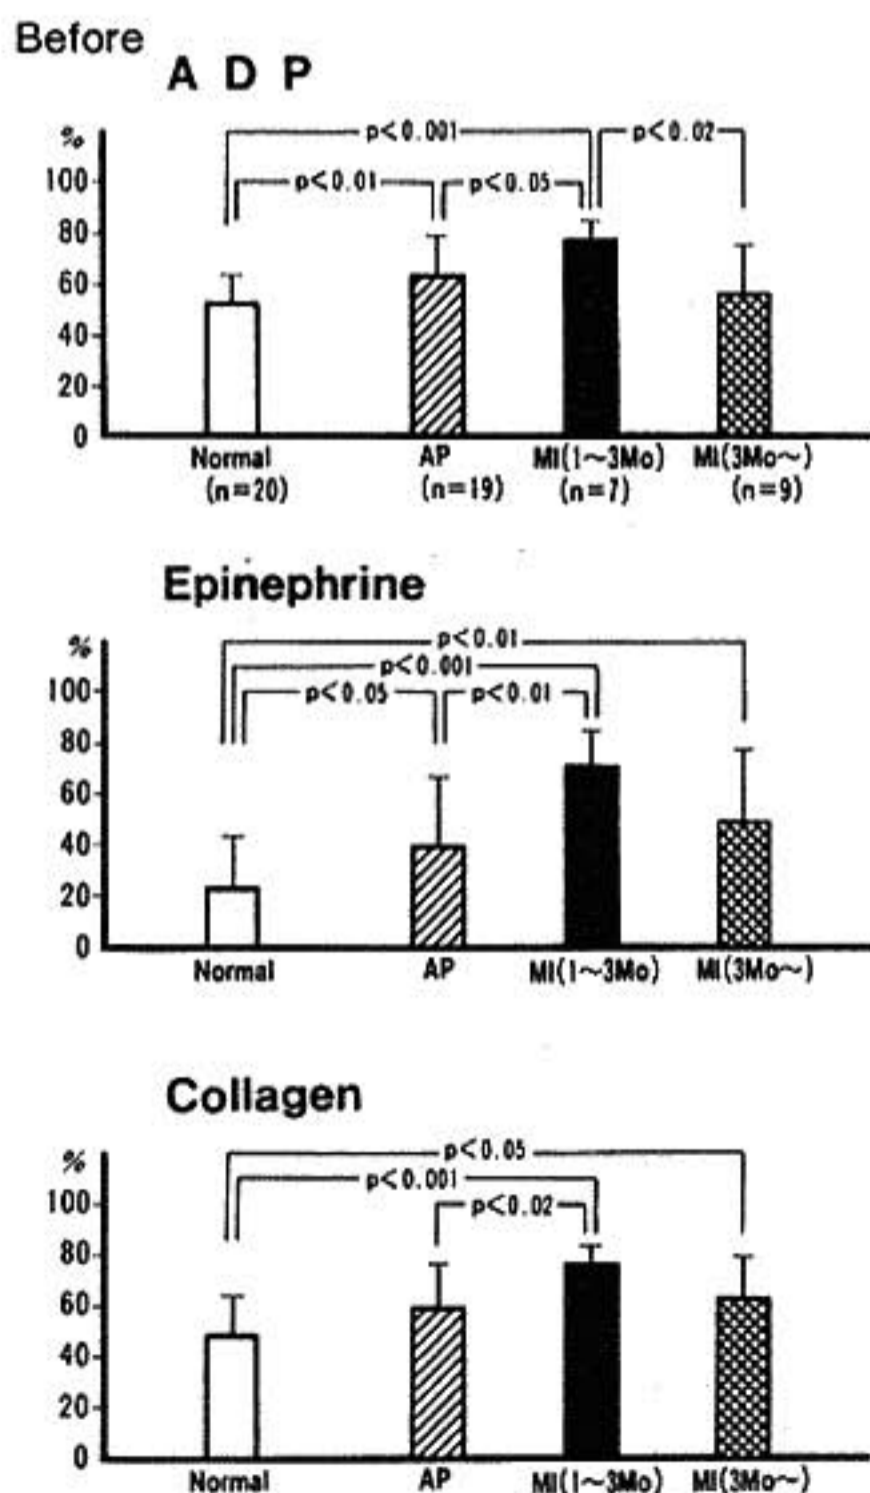 Before
A D P
%
p<0.001
p<0.02
100
p<0.01
p<0.05
80
60
40
20
0
Normal
AP
MI(1~3Mo)
MI(3Mo~)
(n=20)
(n=19)
(n=7)
(n=9)
Epinephrine
%
p<0.01
p<0.001
100
p<0.05
p<0.01
80
60
40
20
0
Normal
AP
MI(1~3Mo)
MI(3Mo~)
Collagen
%
p<0.05
p<0.001
100
p<0.02
80
60
40
20
0
Normal
AP
MI(1~3Mo)
MI(3Mo~)